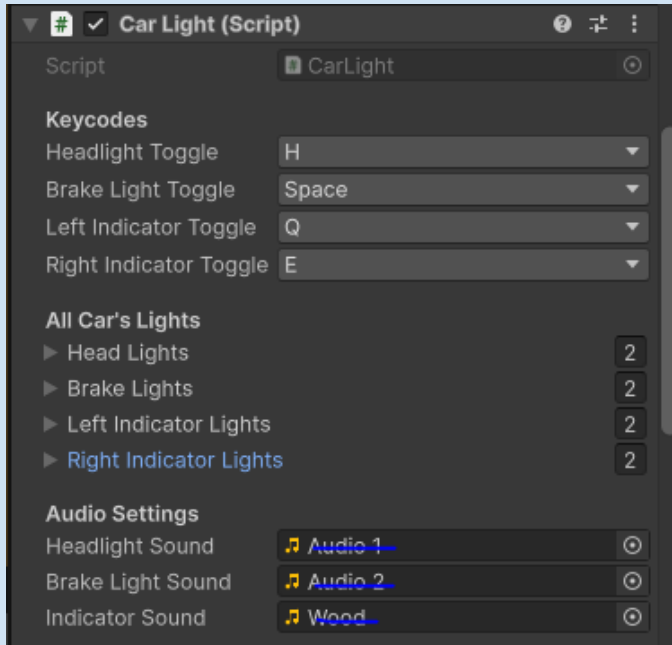 # Car Light (Script)
Script # CarLight
Keycodes
Headlight Toggle H
Brake Light Toggle Space
Left Indicator Toggle Q
Right Indicator Toggle E
All Car's Lights
Head Lights 2
Brake Lights 2
Left Indicator Lights 2
Right Indicator Lights 2
Audio Settings
Headlight Sound Audio 1
Brake Light Sound Audio 2
Indicator Sound Wood